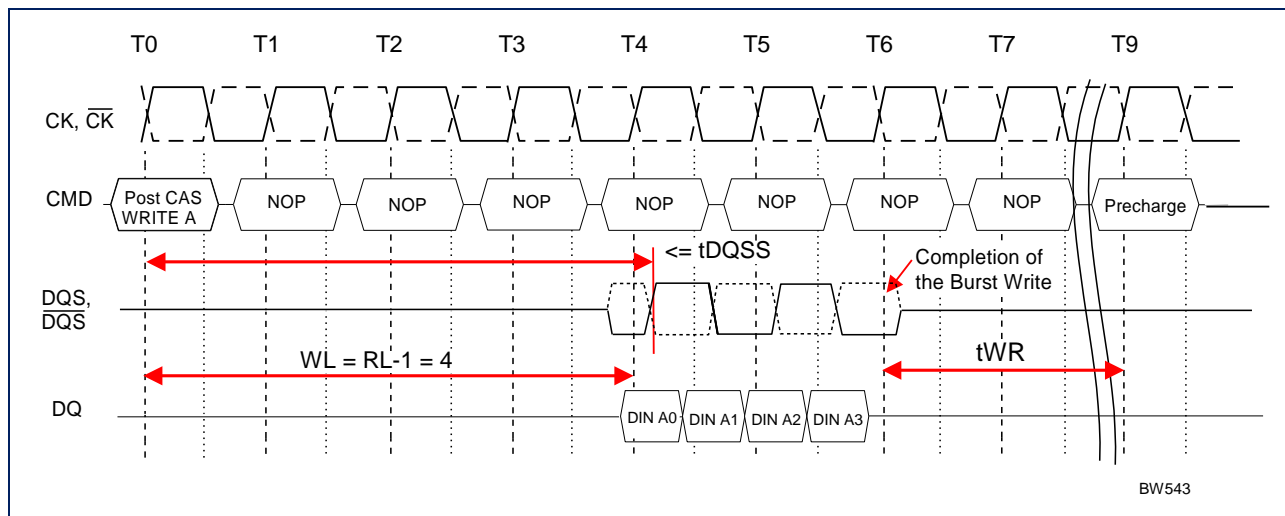 T0 T1 T2 T3 T4 T5 T6 T7 T9
CK, CK
CMD
Post CAS
WRITE A
NOP NOP NOP NOP NOP NOP NOP Precharge
<= tDQSS
Completion of
the Burst Write
DQS,
DQS
WL = RL-1 = 4
tWR
DQ
DIN A0 DIN A1 DIN A2 DIN A3
BW543